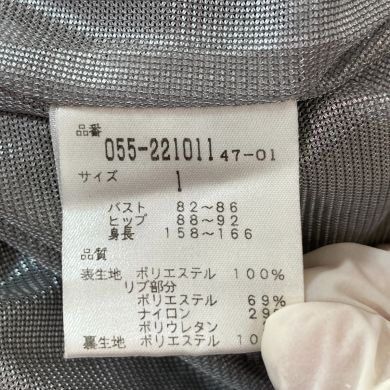 品番
055-221011 47-01
サイズ 1
バスト 82〜86
ヒップ 88〜92
身長 158〜166
品質
表生地 ポリエステル 100%
リブ部分
ポリエステル 69%
ナイロン
ポリウレタン
裏生地 ポリエステル